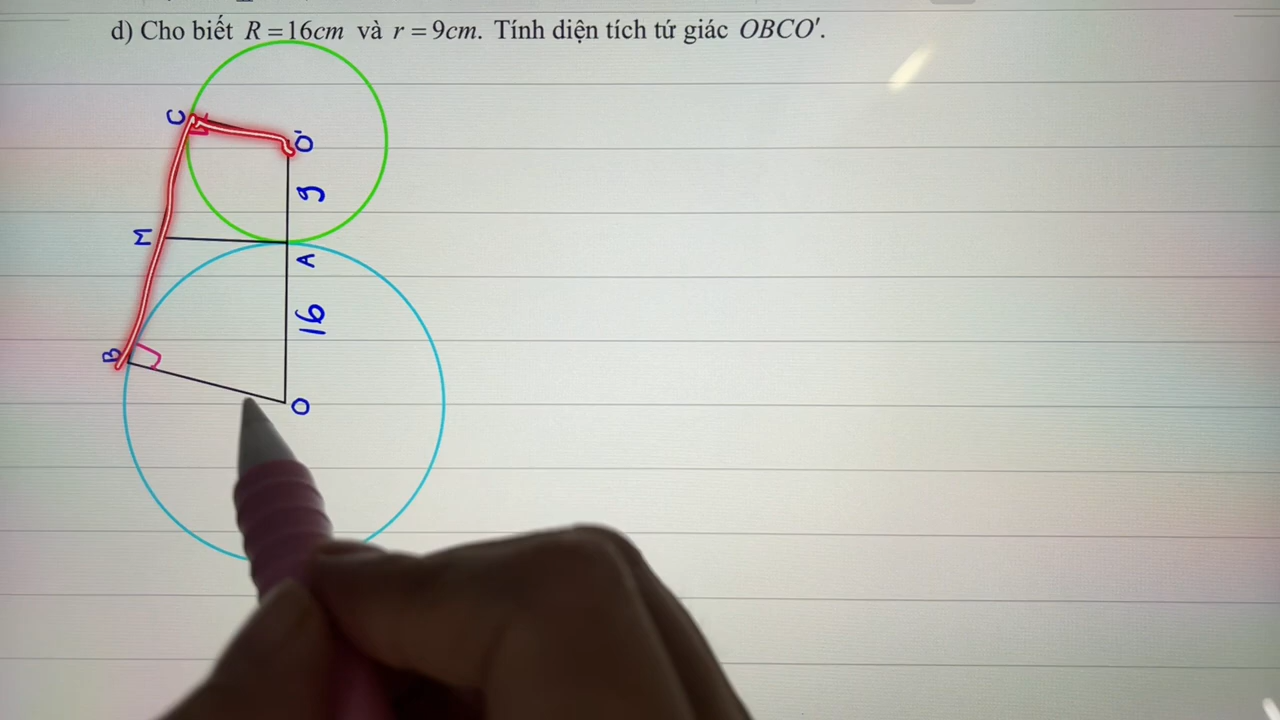 d) Cho biết R = 16cm và r = 9cm. Tính diện tích tứ giác OBCO'.
C
O'
9
M
A
16
B
O